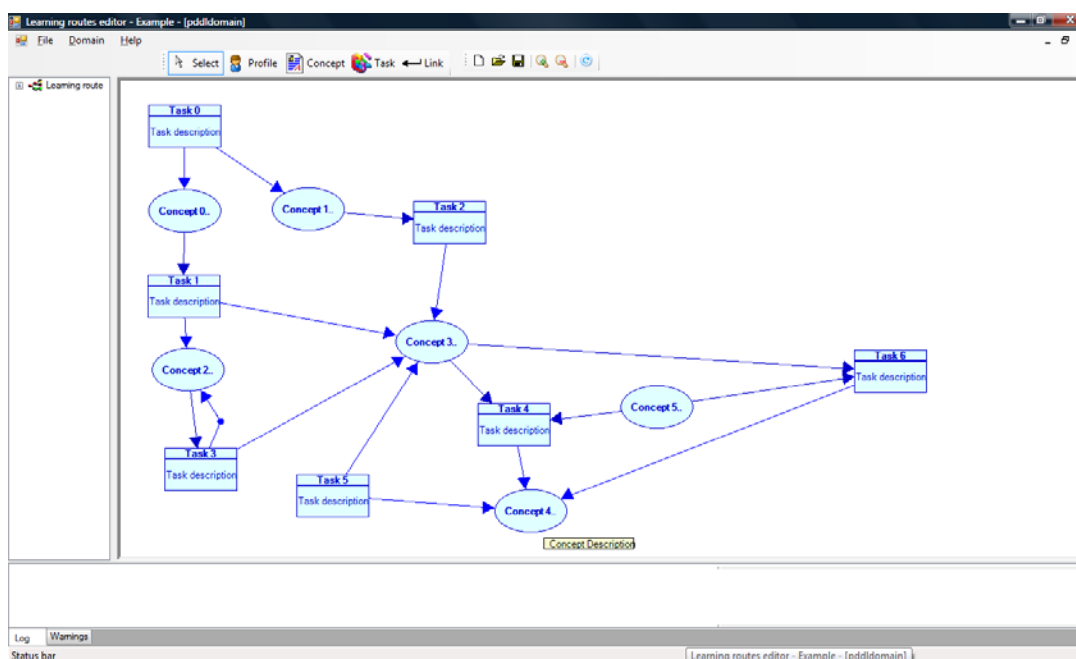 Learning routes editor - Example - [pddldomain]
File Domain Help
Select Profile Concept Task Link
Learning route
Task 0
Task description
Concept 0..
Concept 1..
Task 2
Task description
Task 1
Task description
Concept 3..
Concept 2..
Task 6
Task description
Task 4
Task description
Concept 5..
Task 3
Task description
Task 5
Task description
Concept 4..
Concept Description
Log Warnings
Status bar
Learning routes editor - Example - [pddldomain]